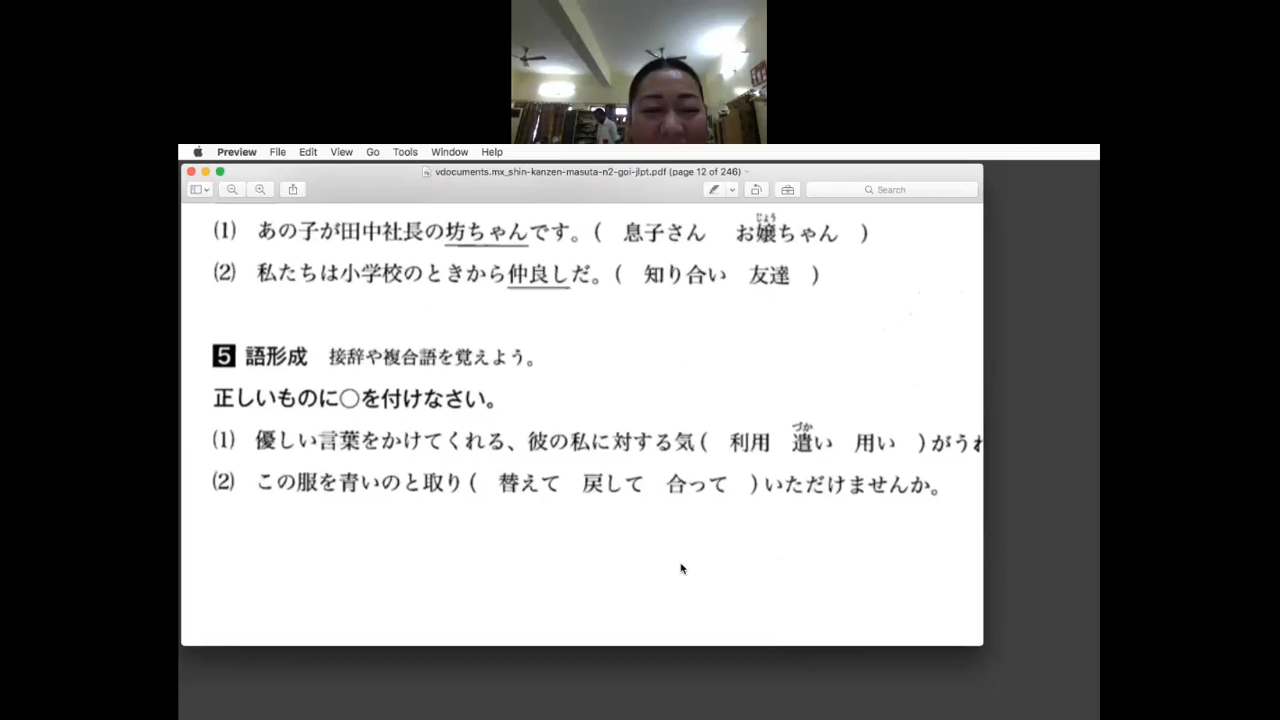 Preview File Edit View Go Tools Window Help
vdocuments.mx_shin-kanzen-masuta-n2-goi-jlpt.pdf (page 12 of 246)
Search
(1) あの子が田中社長の坊ちゃんです。( 息子さん お嬢ちゃん )
じょう
(2) 私たちは小学校のときから仲良しだ。( 知り合い 友達 )
5 語形成 接辞や複合語を覚えよう。
正しいものに○を付けなさい。
(1) 優しい言葉をかけてくれる、彼の私に対する気( 利用 遣い 用い )がう
づか
(2) この服を青いのと取り( 替えて 戻して 合って )いただけませんか。